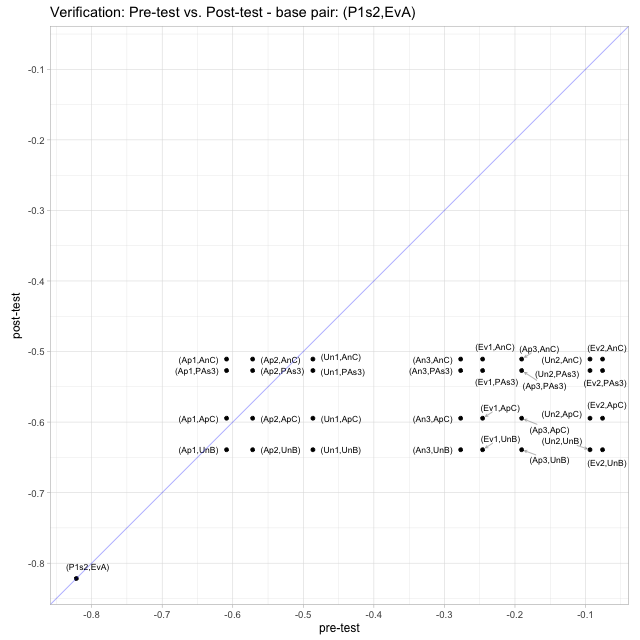 Verification: Pre-test vs. Post-test - base pair: (P1s2,EvA)
-0.1
-0.2
-0.3
-0.4
-0.5
-0.6
-0.7
-0.8
post-test
(Ev1,AnC)
(Ap3,AnC)
(Ev2,AnC)
(Ap1,AnC)
(Ap2,AnC)
(Un1,AnC)
(An3,AnC)
(Un2,AnC)
(Ap1,PAs3)
(Ap2,PAs3)
(Un1,PAs3)
(An3,PAs3)
(Un2,PAs3)
(Ev1,PAs3)
(Ap3,PAs3)
(Ev2,PAs3)
(Ev1,ApC)
(Ev2,ApC)
(Ap1,ApC)
(Ap2,ApC)
(Un1,ApC)
(An3,ApC)
(Un2,ApC)
(Ap3,ApC)
(Ev1,UnB)
(Un2,UnB)
(Ap1,UnB)
(Ap2,UnB)
(Un1,UnB)
(An3,UnB)
(Ap3,UnB)
(Ev2,UnB)
(P1s2,EvA)
-0.8
-0.7
-0.6
-0.5
-0.4
-0.3
-0.2
-0.1
pre-test